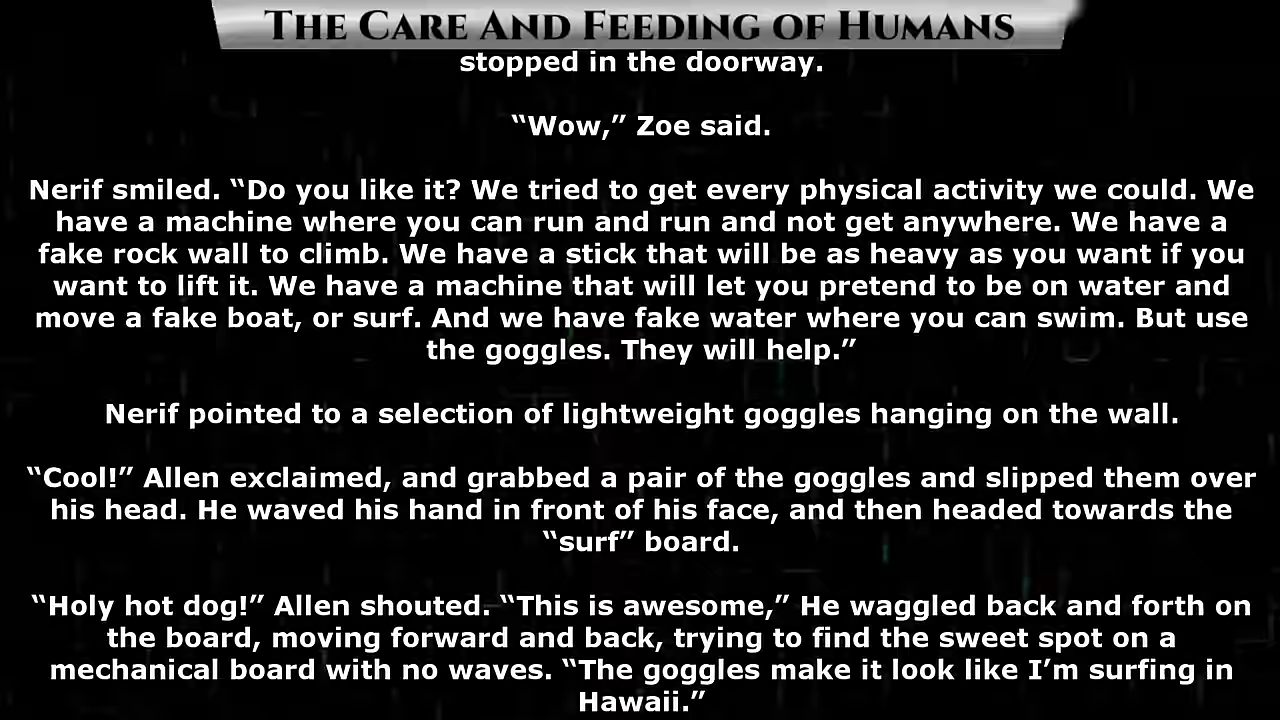 The Care And Feeding of Humans
stopped in the doorway.
“Wow,” Zoe said.
Nerif smiled. “Do you like it? We tried to get every physical activity we could. We
have a machine where you can run and run and not get anywhere. We have a
fake rock wall to climb. We have a stick that will be as heavy as you want if you
want to lift it. We have a machine that will let you pretend to be on water and
move a fake boat, or surf. And we have fake water where you can swim. But use
the goggles. They will help.”
Nerif pointed to a selection of lightweight goggles hanging on the wall.
“Cool!” Allen exclaimed, and grabbed a pair of the goggles and slipped them over
his head. He waved his hand in front of his face, and then headed towards the
“surf” board.
“Holy hot dog!” Allen shouted. “This is awesome,” He waggled back and forth on
the board, moving forward and back, trying to find the sweet spot on a
mechanical board with no waves. “The goggles make it look like I’m surfing in
Hawaii.”